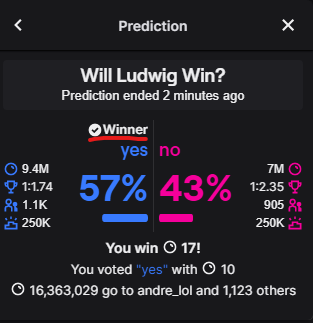 Prediction
Will Ludwig Win?
Prediction ended 2 minutes ago
Winner
yes
57%
9.4M
1:1.74
1.1K
250K
no
43%
7M
1:2.35
905
250K
You win 17!
You voted "yes" with 10
16,363,029 go to andre_lol and 1,123 others